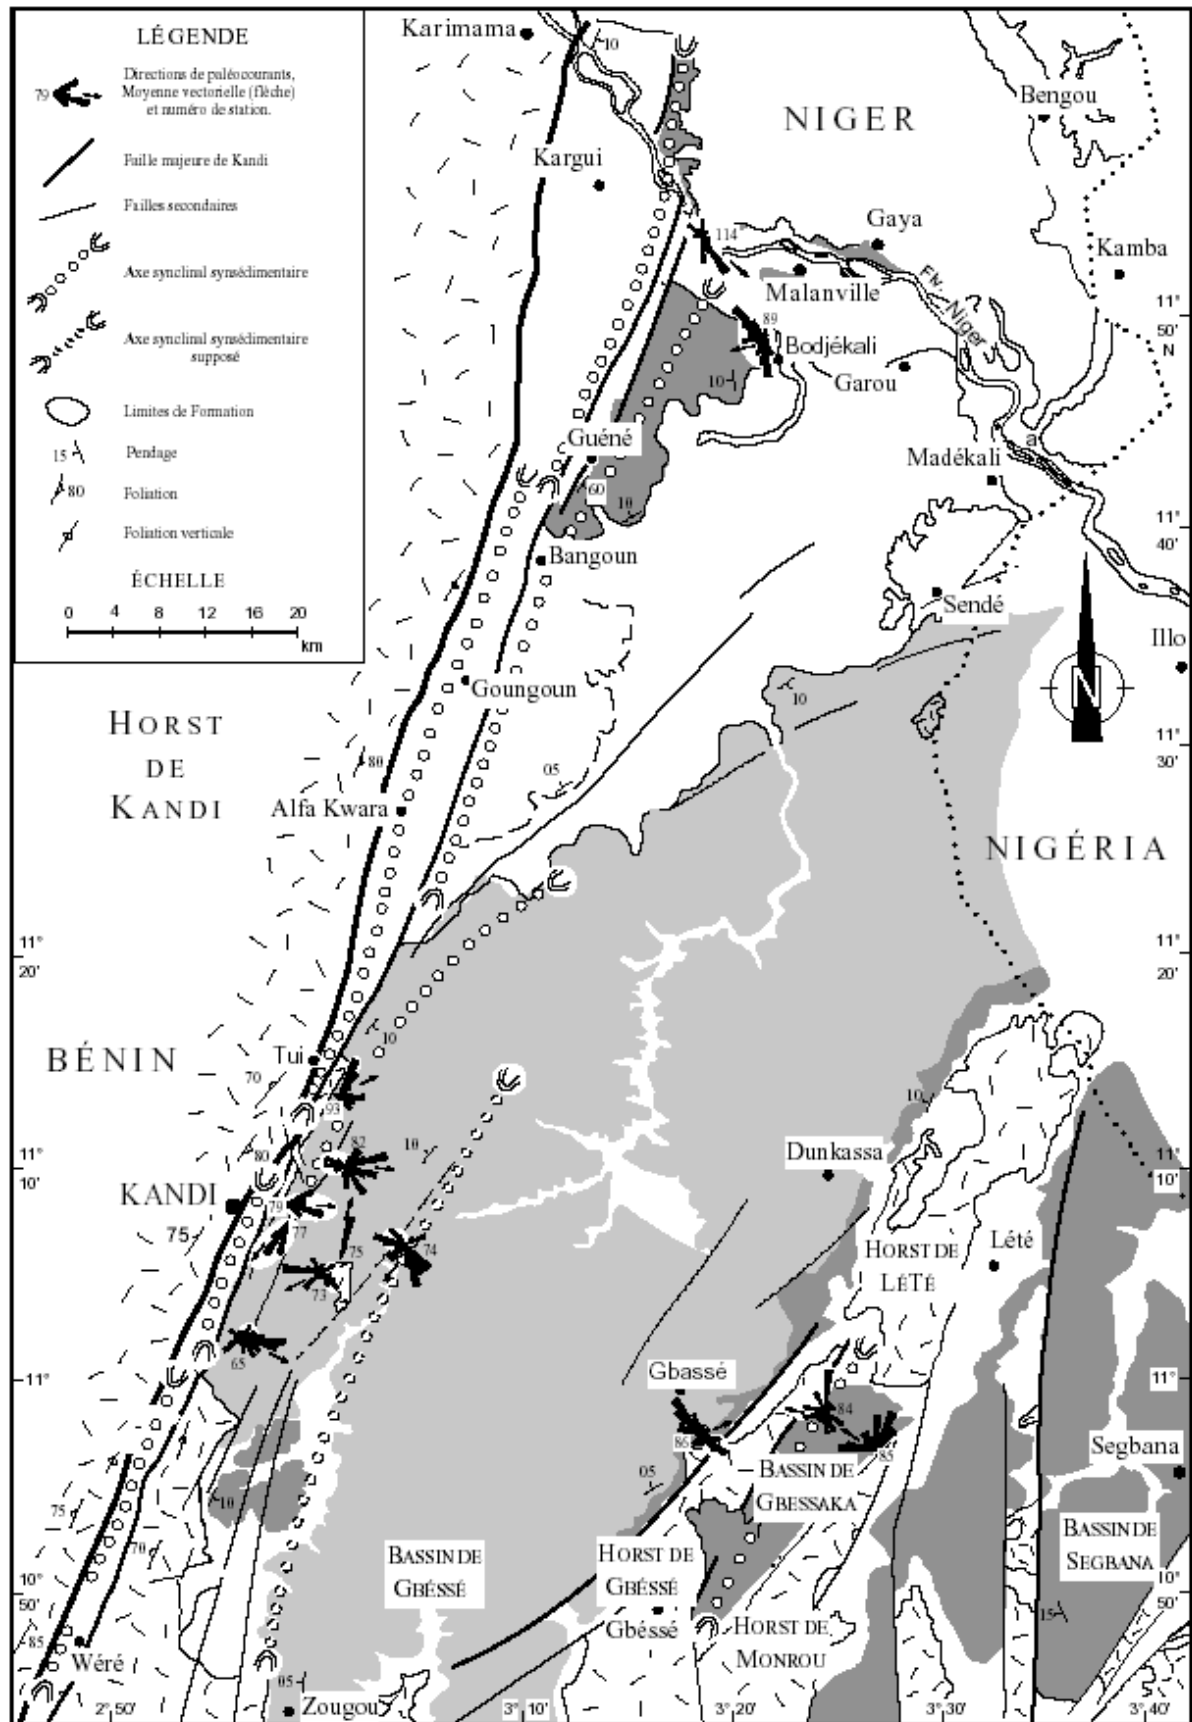 LÉGENDE
79
Directions de paléocourants,
Moyenne vectorielle (flèche)
et numéro de station.
Faille majeure de Kandi
Failles secondaires
Axe synclinal synsédimentaire
Axe synclinal synsédimentaire
supposé
Limites de Formation
15
Pendage
80
Foliation
Foliation verticale
ÉCHELLE
0 4 8 12 16 20
km
Karimama
10
NIGER
Bengou
Kargui
114
Gaya
Kamba
Malanville
Flv. Niger
11°
50'
N
89
Bodjékali
Garou
10
Guéné
a
Madékali
60
10
11°
40'
Bangoun
Sendé
Illo
Goungoun
10
N
HORST
DE
KANDI
80
05
11°
30'
Alfa Kwara
NIGÉRIA
11°
20'
11°
20'
10
BÉNIN
Tui
70
93
10
80
82
10
Dunkassa
11°
10'
11°
10'
KANDI
79
75
77
75
74
HORST DE
LÉTÉ
Lété
73
65
11°
Gbassé
11°
84
86
85
Segbana
05
BASSIN DE
GBESSAKA
75
10
70
BASSIN DE
GBÉSSÉ
HORST DE
GBÉSSÉ
BASSIN DE
SEGBANA
10°
50'
10°
50'
Gbéssé
HORST DE
MONROU
15
85
Wéré
05
Zougou
2° 50'
3° 10'
3° 20'
3° 30'
3° 40'